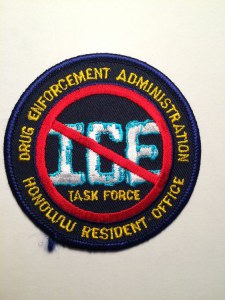 DRUG ENFORCEMENT ADMINISTRATION
ICE
TASK FORCE
HONOLULU RESIDENT OFFICE